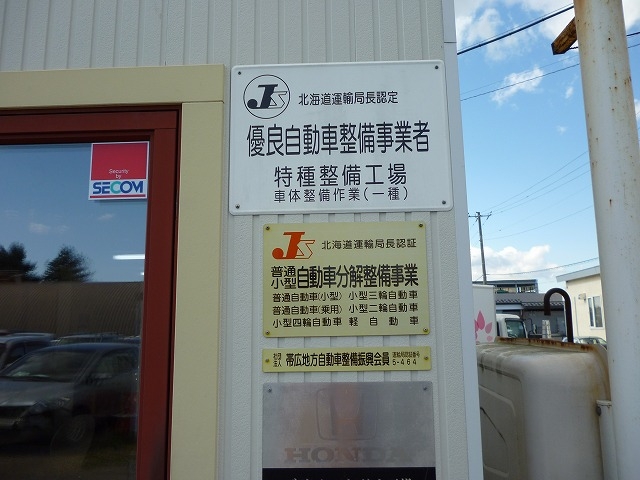 Security
by
SECOM
JS 北海道運輸局長認定
優良自動車整備事業者
特種整備工場
車体整備作業(一種)
JS 北海道運輸局長認証
普通
小型
自動車分解整備事業
普通自動車(小型) 小型三輪自動車
普通自動車(乗用) 小型二輪自動車
小型四輪自動車 軽自動車
社団
法人
帯広地方自動車整備振興会員
5-464
HONDA